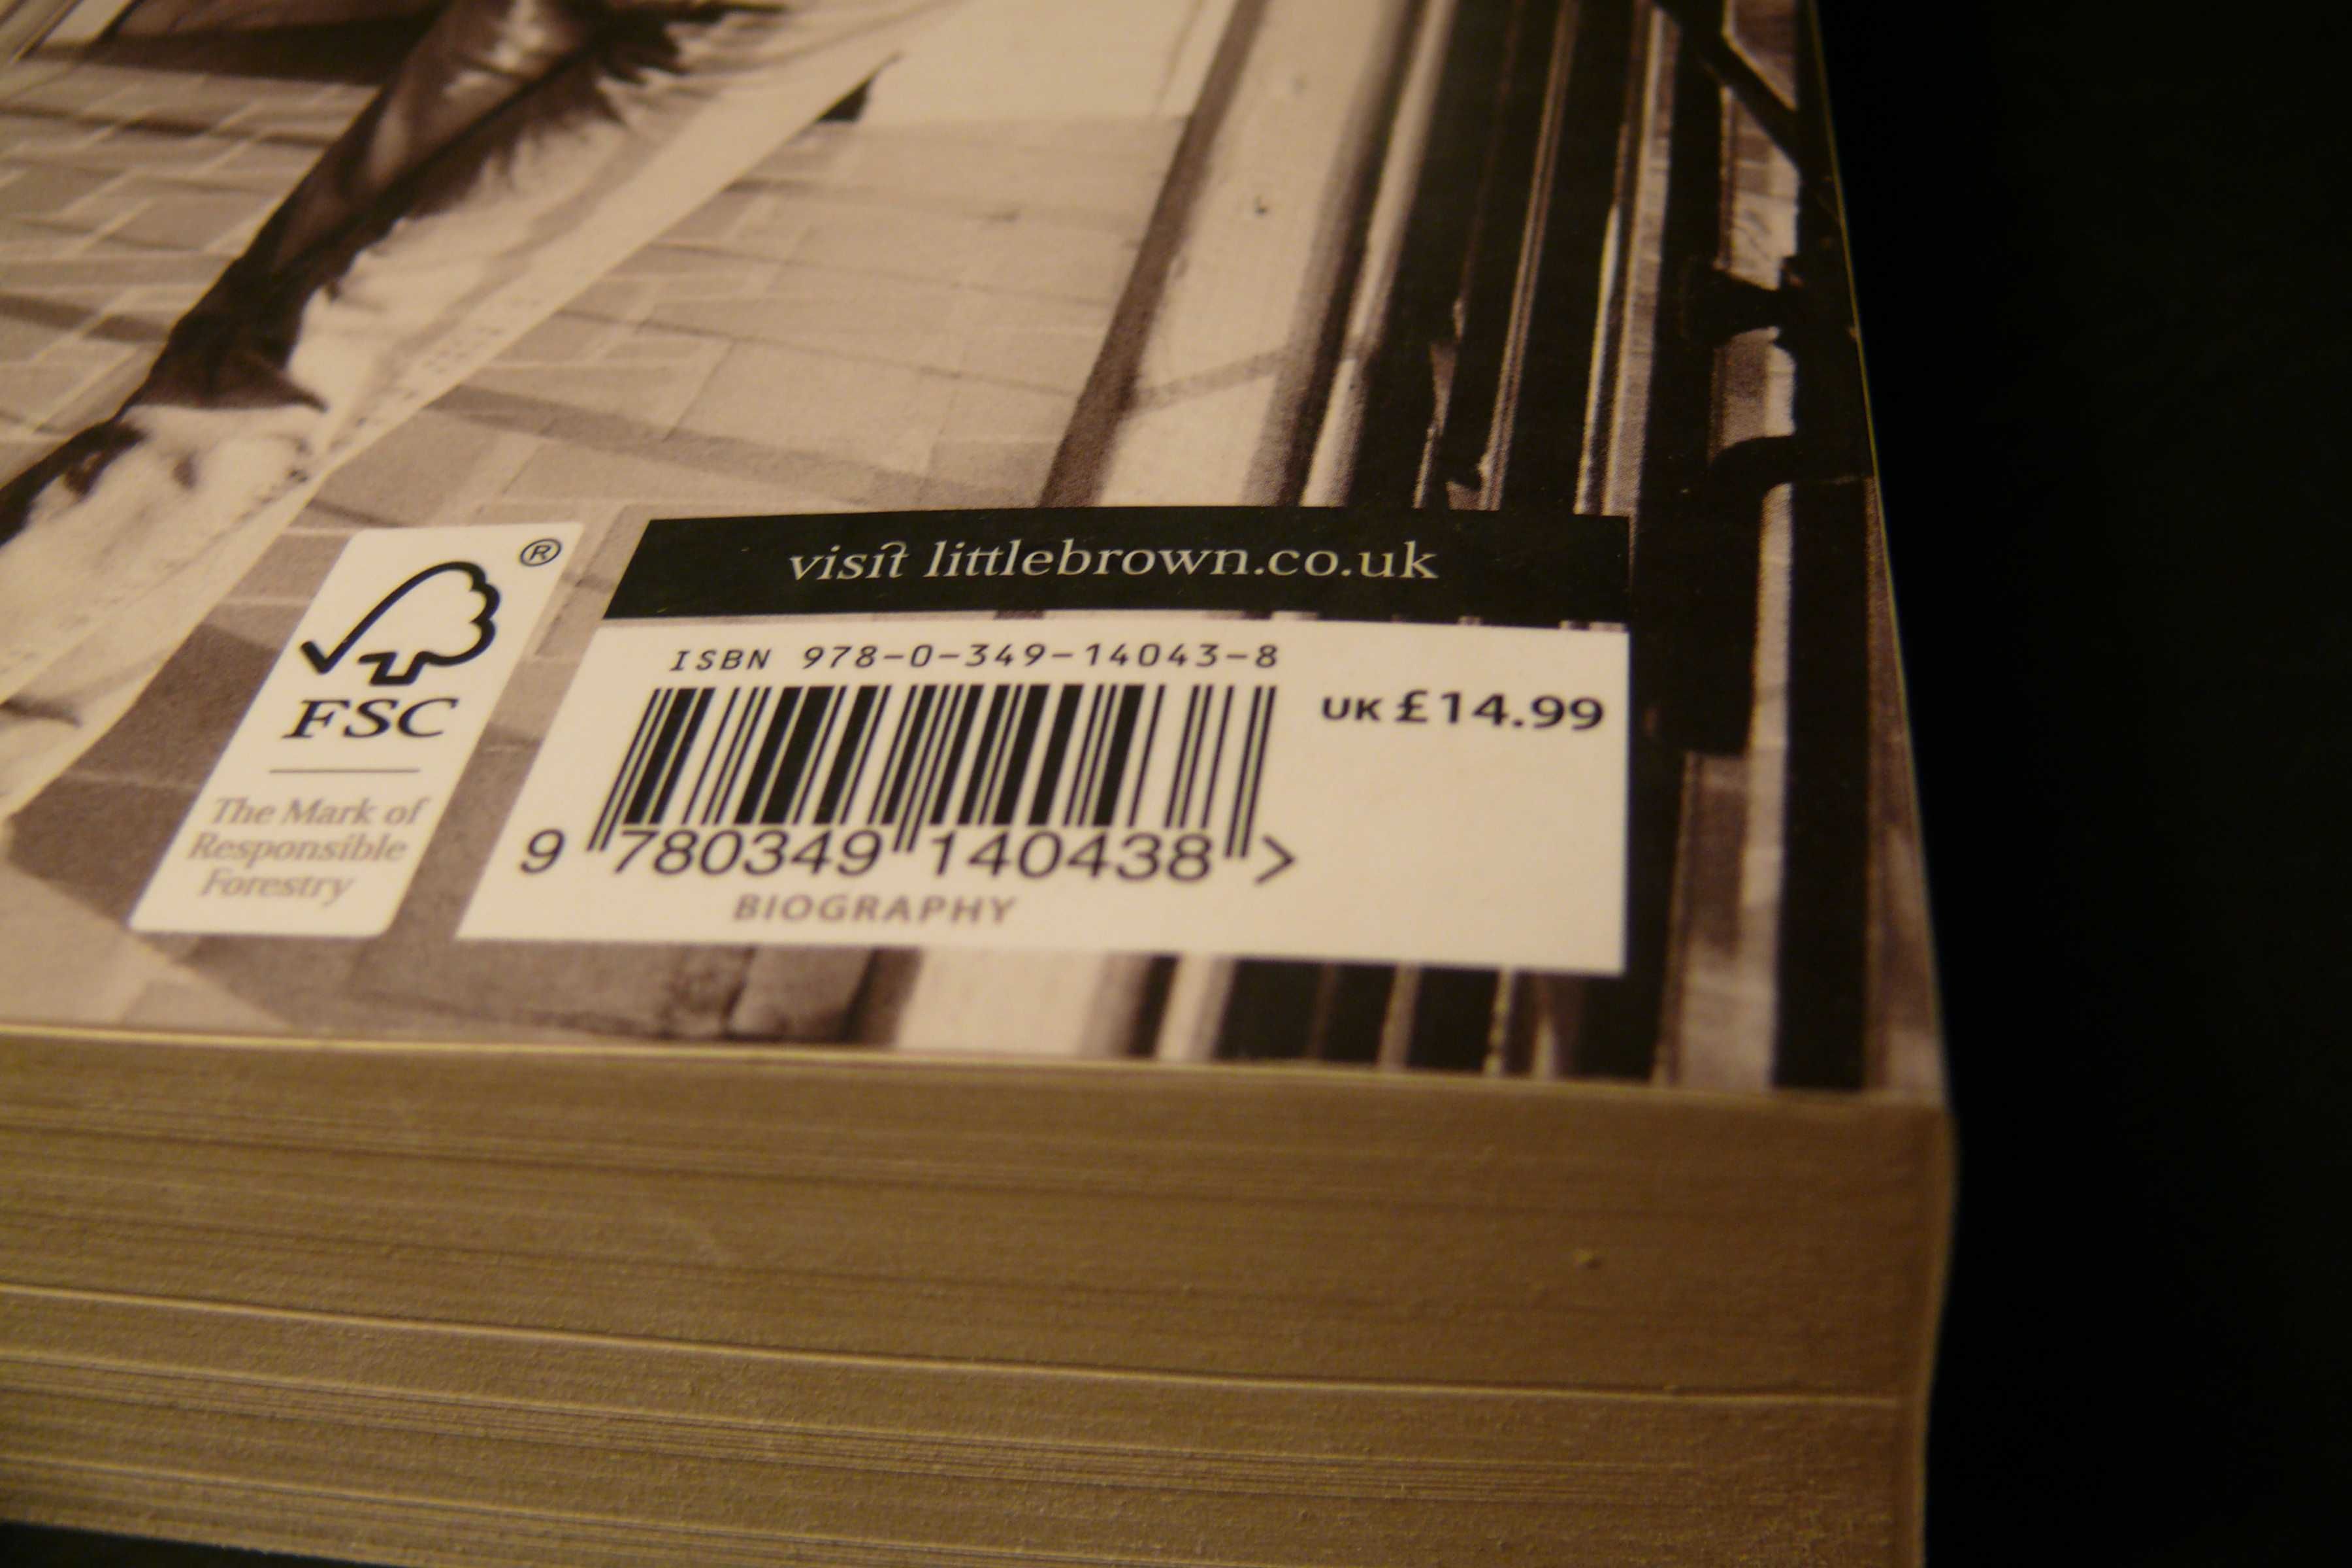 visit littlebrown.co.uk
®
FSC
The Mark of
Responsible
Forestry
ISBN 978-0-349-14043-8
UK £14.99
9 780349 140438 >
BIOGRAPHY